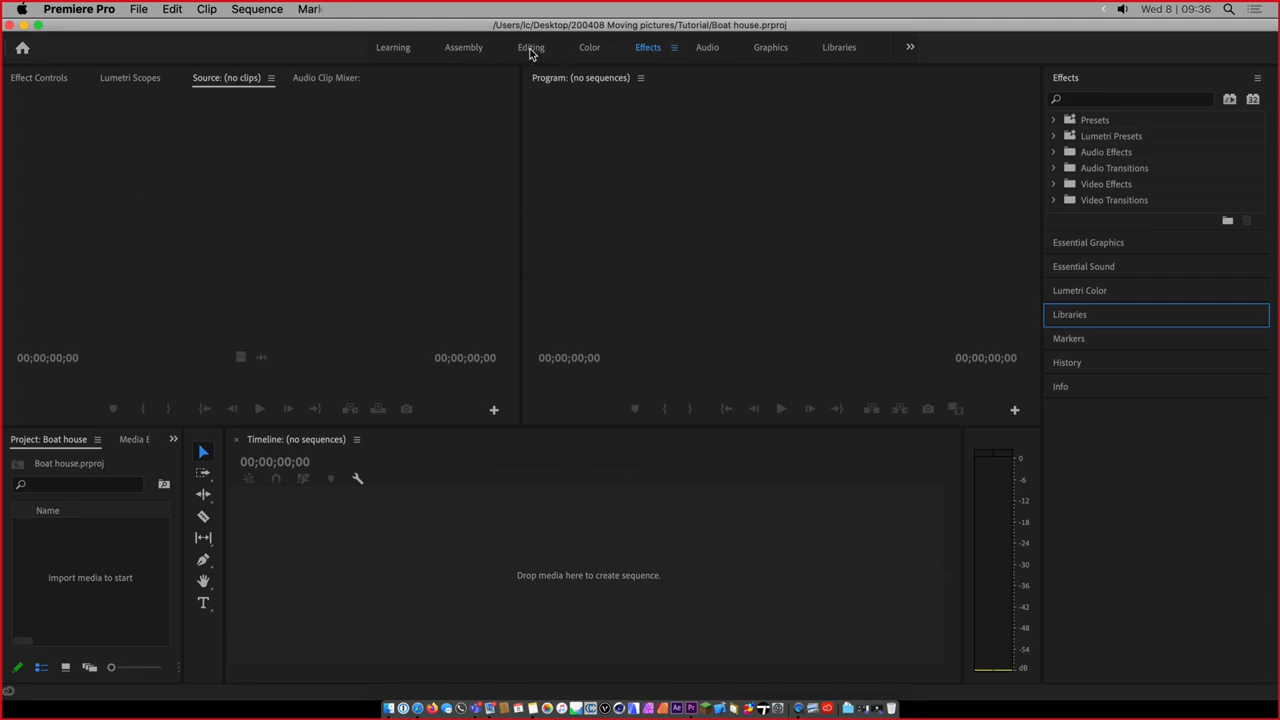 Premiere Pro File Edit Clip Sequence Mark Wed 8 | 09:36
/Users/lc/Desktop/200408 Moving pictures/Tutorial/Boat house.prproj
Learning Assembly Editing Color Effects Audio Graphics Libraries
Effect Controls Lumetri Scopes Source: (no clips) Audio Clip Mixer: Program: (no sequences) Effects
32
Presets
Lumetri Presets
Audio Effects
Audio Transitions
Video Effects
Video Transitions
Essential Graphics
Essential Sound
Lumetri Color
Libraries
Markers
History
Info
00;00;00;00 00;00;00;00 00;00;00;00 00;00;00;00
Project: Boat house Media E
Boat house.prproj
Name
Import media to start
Timeline: (no sequences)
00;00;00;00
Drop media here to create sequence.
T
0
-6
-12
-18
-24
-30
-36
-42
-48
-54
dB